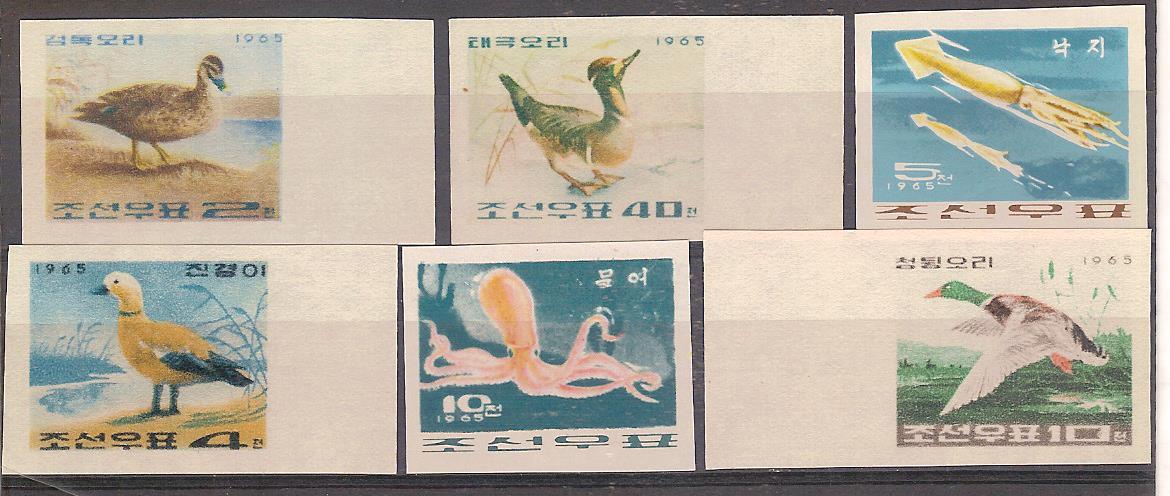 검독오리 1965
조선우표 2전
태극오리 1965
조선우표 40전
낙지
5전
1965
조선우표
1965 진경이
조선우표 4전
물어
10전
1965
조선우표
청뒹오리 1965
조선우표 10전